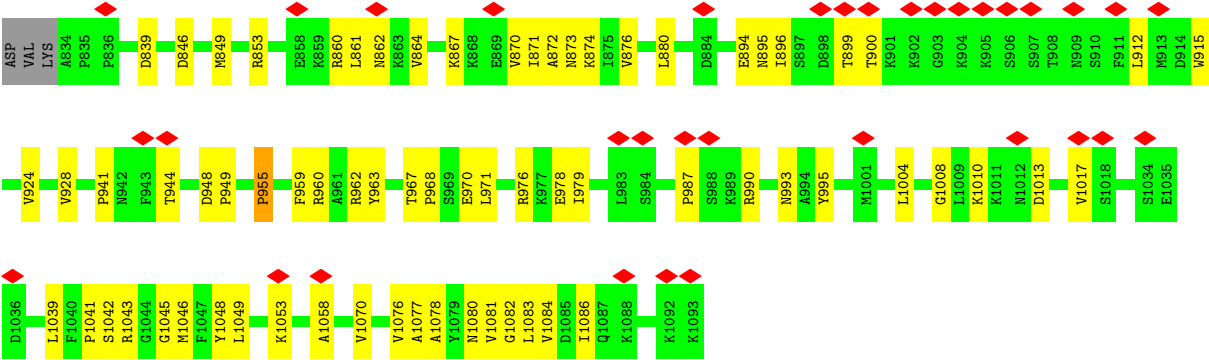 ASP VAL LYS A834 P835 P836 D839 D846 M849 R853 E858 K859 R860 L861 N862 K863 V864 K867 K868 E869 V870 I871 A872 N873 K874 I875 V876 L880 D884 E894 N895 I896 S897 D898 T899 T900 K901 K902 G903 K904 K905 S906 S907 T908 N909 S910 F911 L912 M913 D914 W915
V924 V928 P941 N942 F943 T944 D948 P949 P955 F959 R960 A961 R962 Y963 T967 P968 S969 E970 L971 R976 K977 E978 I979 L983 S984 P987 S988 K989 R990 N993 A994 Y995 M1001 L1004 G1008 L1009 K1010 K1011 N1012 D1013 V1017 S1018 S1034 E1035
D1036 L1039 F1040 P1041 S1042 R1043 G1044 G1045 M1046 F1047 Y1048 L1049 K1053 A1058 V1070 V1076 A1077 A1078 Y1079 N1080 V1081 G1082 L1083 V1084 D1085 I1086 Q1087 K1088 K1092 K1093